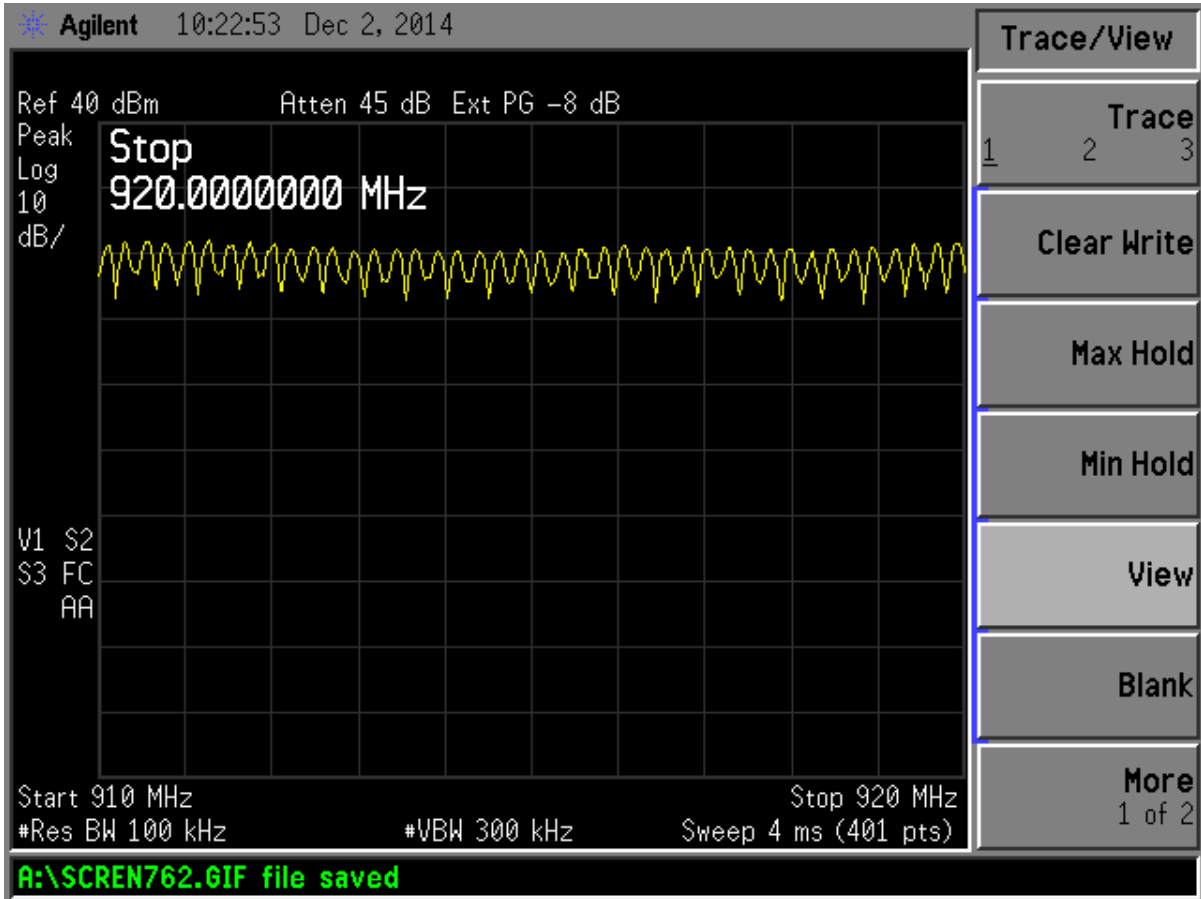 Agilent 10:22:53 Dec 2, 2014
Trace/View
Ref 40 dBm Atten 45 dB Ext PG -8 dB
Peak
Log
10
dB/
Stop
920.0000000 MHz
Trace
1 2 3
Clear Write
Max Hold
Min Hold
View
Blank
More
1 of 2
V1 S2
S3 FC
AA
Start 910 MHz Stop 920 MHz
#Res BW 100 kHz #VBW 300 kHz Sweep 4 ms (401 pts)
A:\SCREN762.GIF file saved